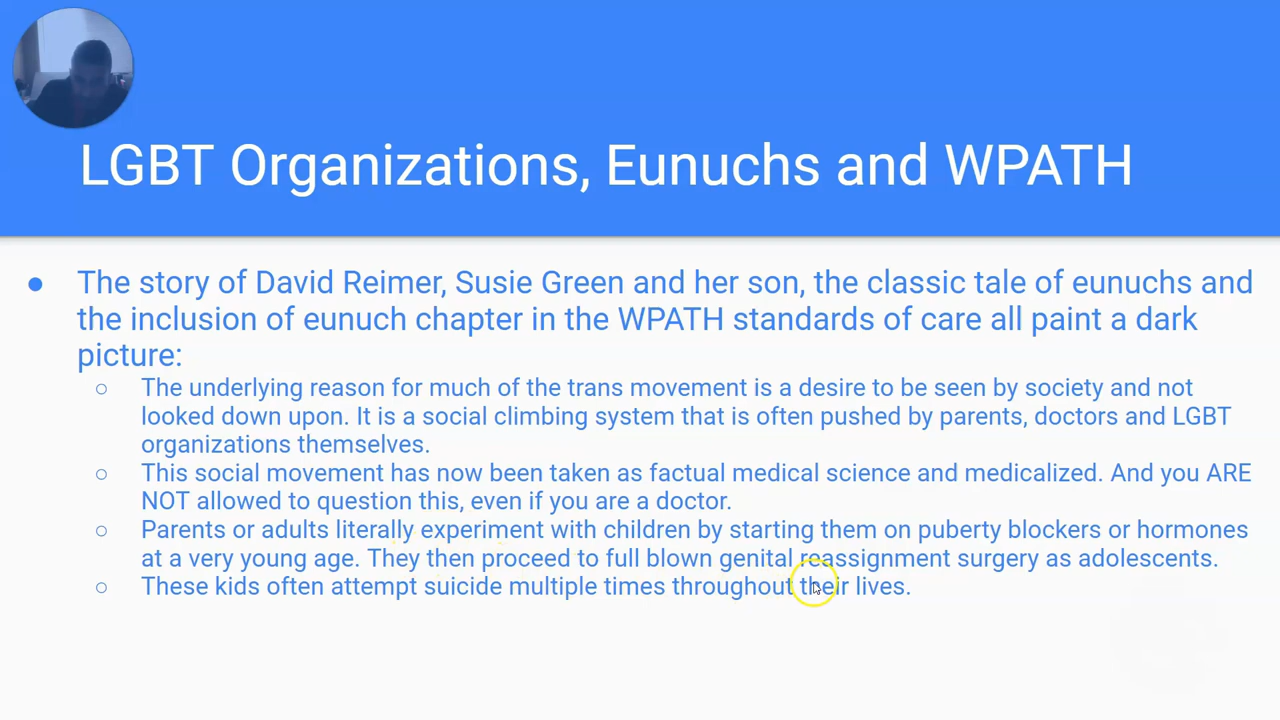 LGBT Organizations, Eunuchs and WPATH
● The story of David Reimer, Susie Green and her son, the classic tale of eunuchs and
the inclusion of eunuch chapter in the WPATH standards of care all paint a dark
picture:
○ The underlying reason for much of the trans movement is a desire to be seen by society and not
looked down upon. It is a social climbing system that is often pushed by parents, doctors and LGBT
organizations themselves.
○ This social movement has now been taken as factual medical science and medicalized. And you ARE
NOT allowed to question this, even if you are a doctor.
○ Parents or adults literally experiment with children by starting them on puberty blockers or hormones
at a very young age. They then proceed to full blown genital reassignment surgery as adolescents.
○ These kids often attempt suicide multiple times throughout their lives.